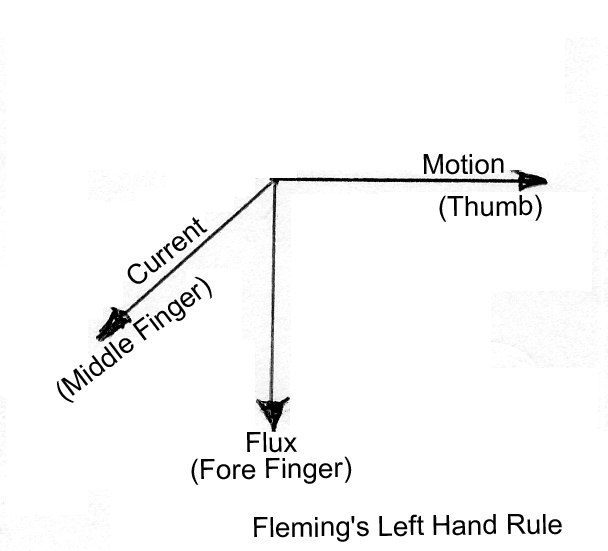 Motion
(Thumb)
Current
(Middle Finger)
Flux
(Fore Finger)
Fleming's Left Hand Rule